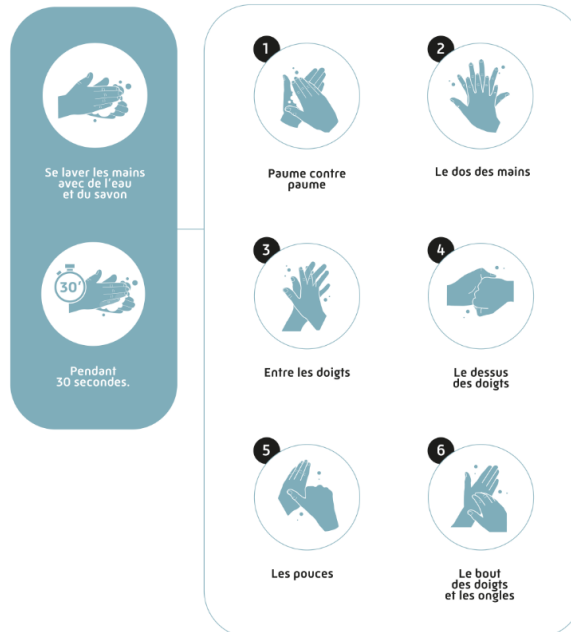 Se laver les mains
avec de l'eau
et du savon
30'
Pendant
30 secondes.
1
Paume contre
paume
2
Le dos des mains
3
Entre les doigts
4
Le dessus
des doigts
5
Les pouces
6
Le bout
des doigts
et les ongles